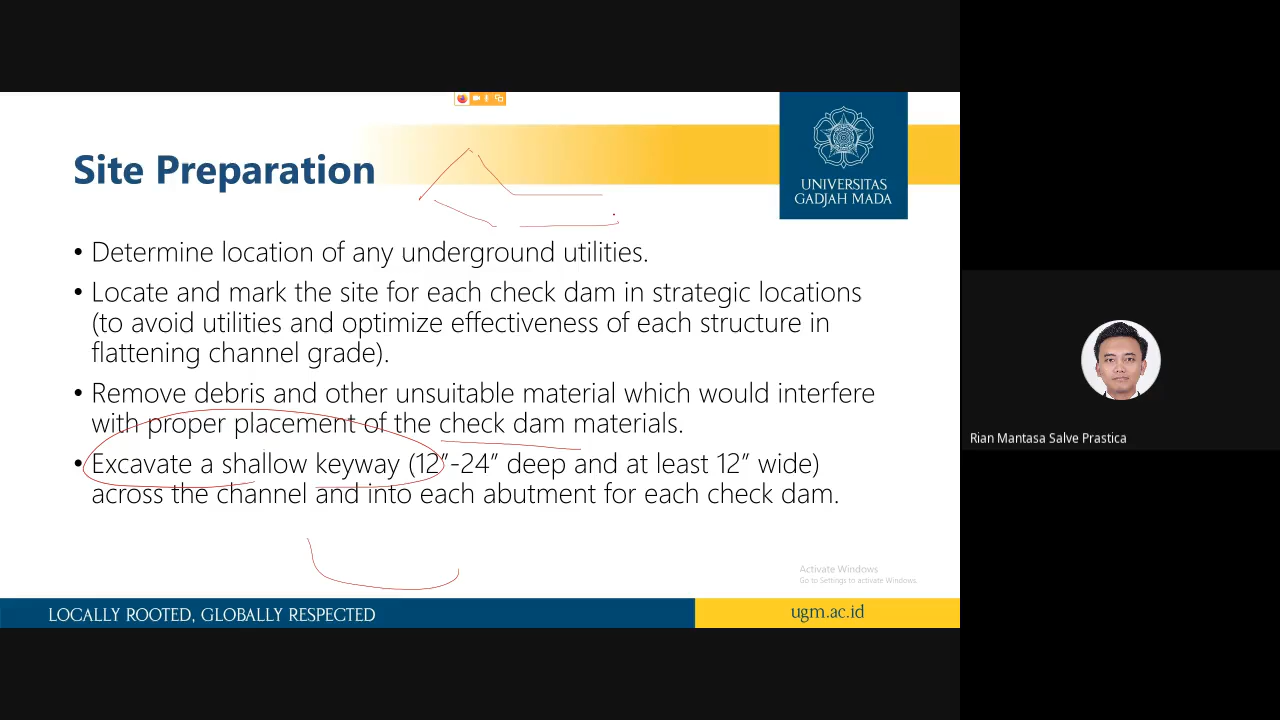 Site Preparation
UNIVERSITAS
GADJAH MADA
• Determine location of any underground utilities.
• Locate and mark the site for each check dam in strategic locations
(to avoid utilities and optimize effectiveness of each structure in
flattening channel grade).
• Remove debris and other unsuitable material which would interfere
with proper placement of the check dam materials.
• Excavate a shallow keyway (12”-24” deep and at least 12” wide)
across the channel and into each abutment for each check dam.
Rian Mantasa Salve Prastica
Activate Windows
Go to Settings to activate Windows.
LOCALLY ROOTED, GLOBALLY RESPECTED
ugm.ac.id